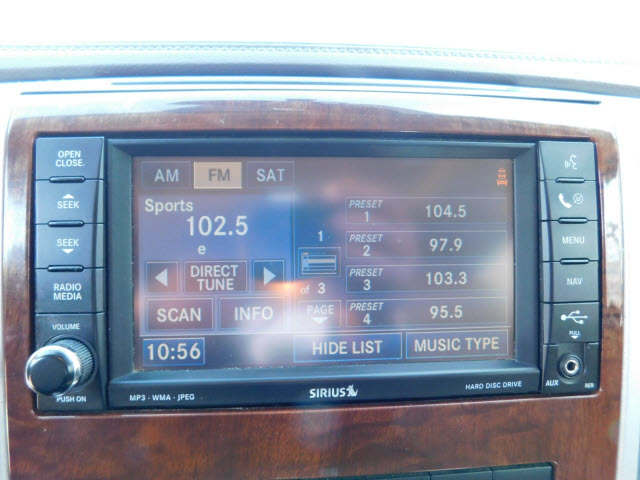 OPEN
CLOSE.
SEEK
SEEK
RADIO
MEDIA
VOLUME
PUSH ON
AM FM SAT
Sports
102.5
e
DIRECT
TUNE
SCAN INFO
10:56
1
of 3
PAGE
PRESET
1 104.5
PRESET
2 97.9
PRESET
3 103.3
PRESET
4 95.5
HIDE LIST MUSIC TYPE
MP3 · WMA · JPEG
SIRIUS
HARD DISC DRIVE
MENU
NAV
PULL
AUX